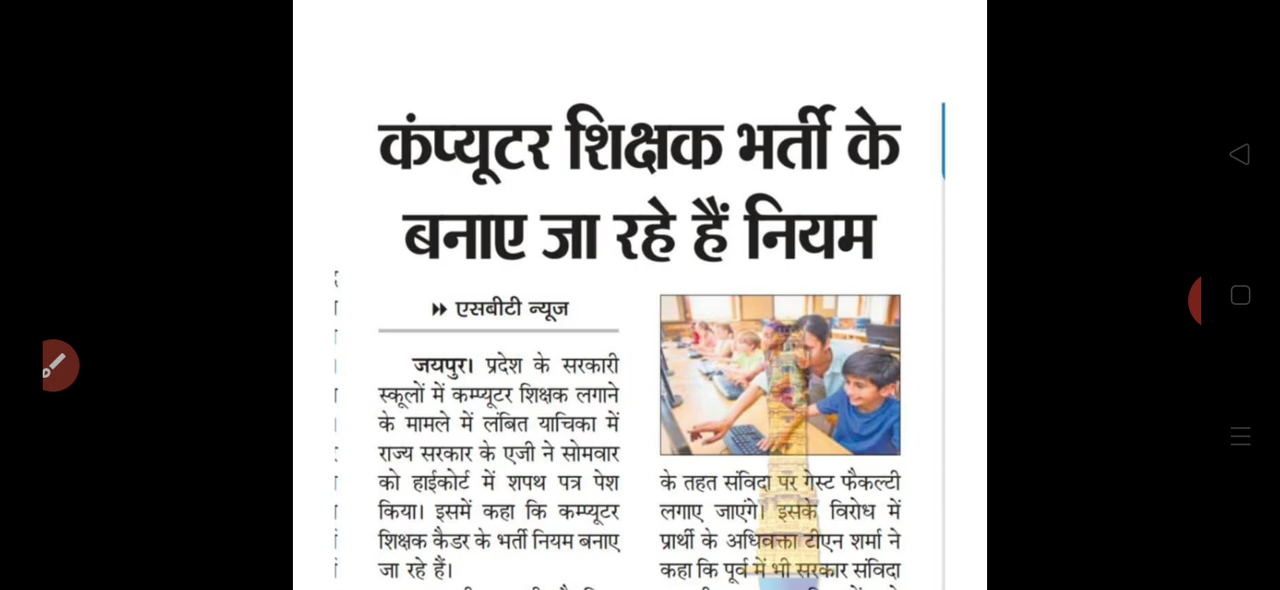 कंप्यूटर शिक्षक भर्ती के
बनाए जा रहे हैं नियम
एसबीटी न्यूज
जयपुर। प्रदेश के सरकारी
स्कूलों में कम्प्यूटर शिक्षक लगाने
के मामले में लंबित याचिका में
राज्य सरकार के एजी ने सोमवार
को हाईकोर्ट में शपथ पत्र पेश
किया। इसमें कहा कि कम्प्यूटर
शिक्षक कैडर के भर्ती नियम बनाए
जा रहे हैं।
के तहत संविदा पर गेस्ट फैकल्टी
लगाए जाएंगे। इसके विरोध में
प्रार्थी के अधिवक्ता टीएन शर्मा ने
कहा कि पूर्व में भी सरकार संविदा